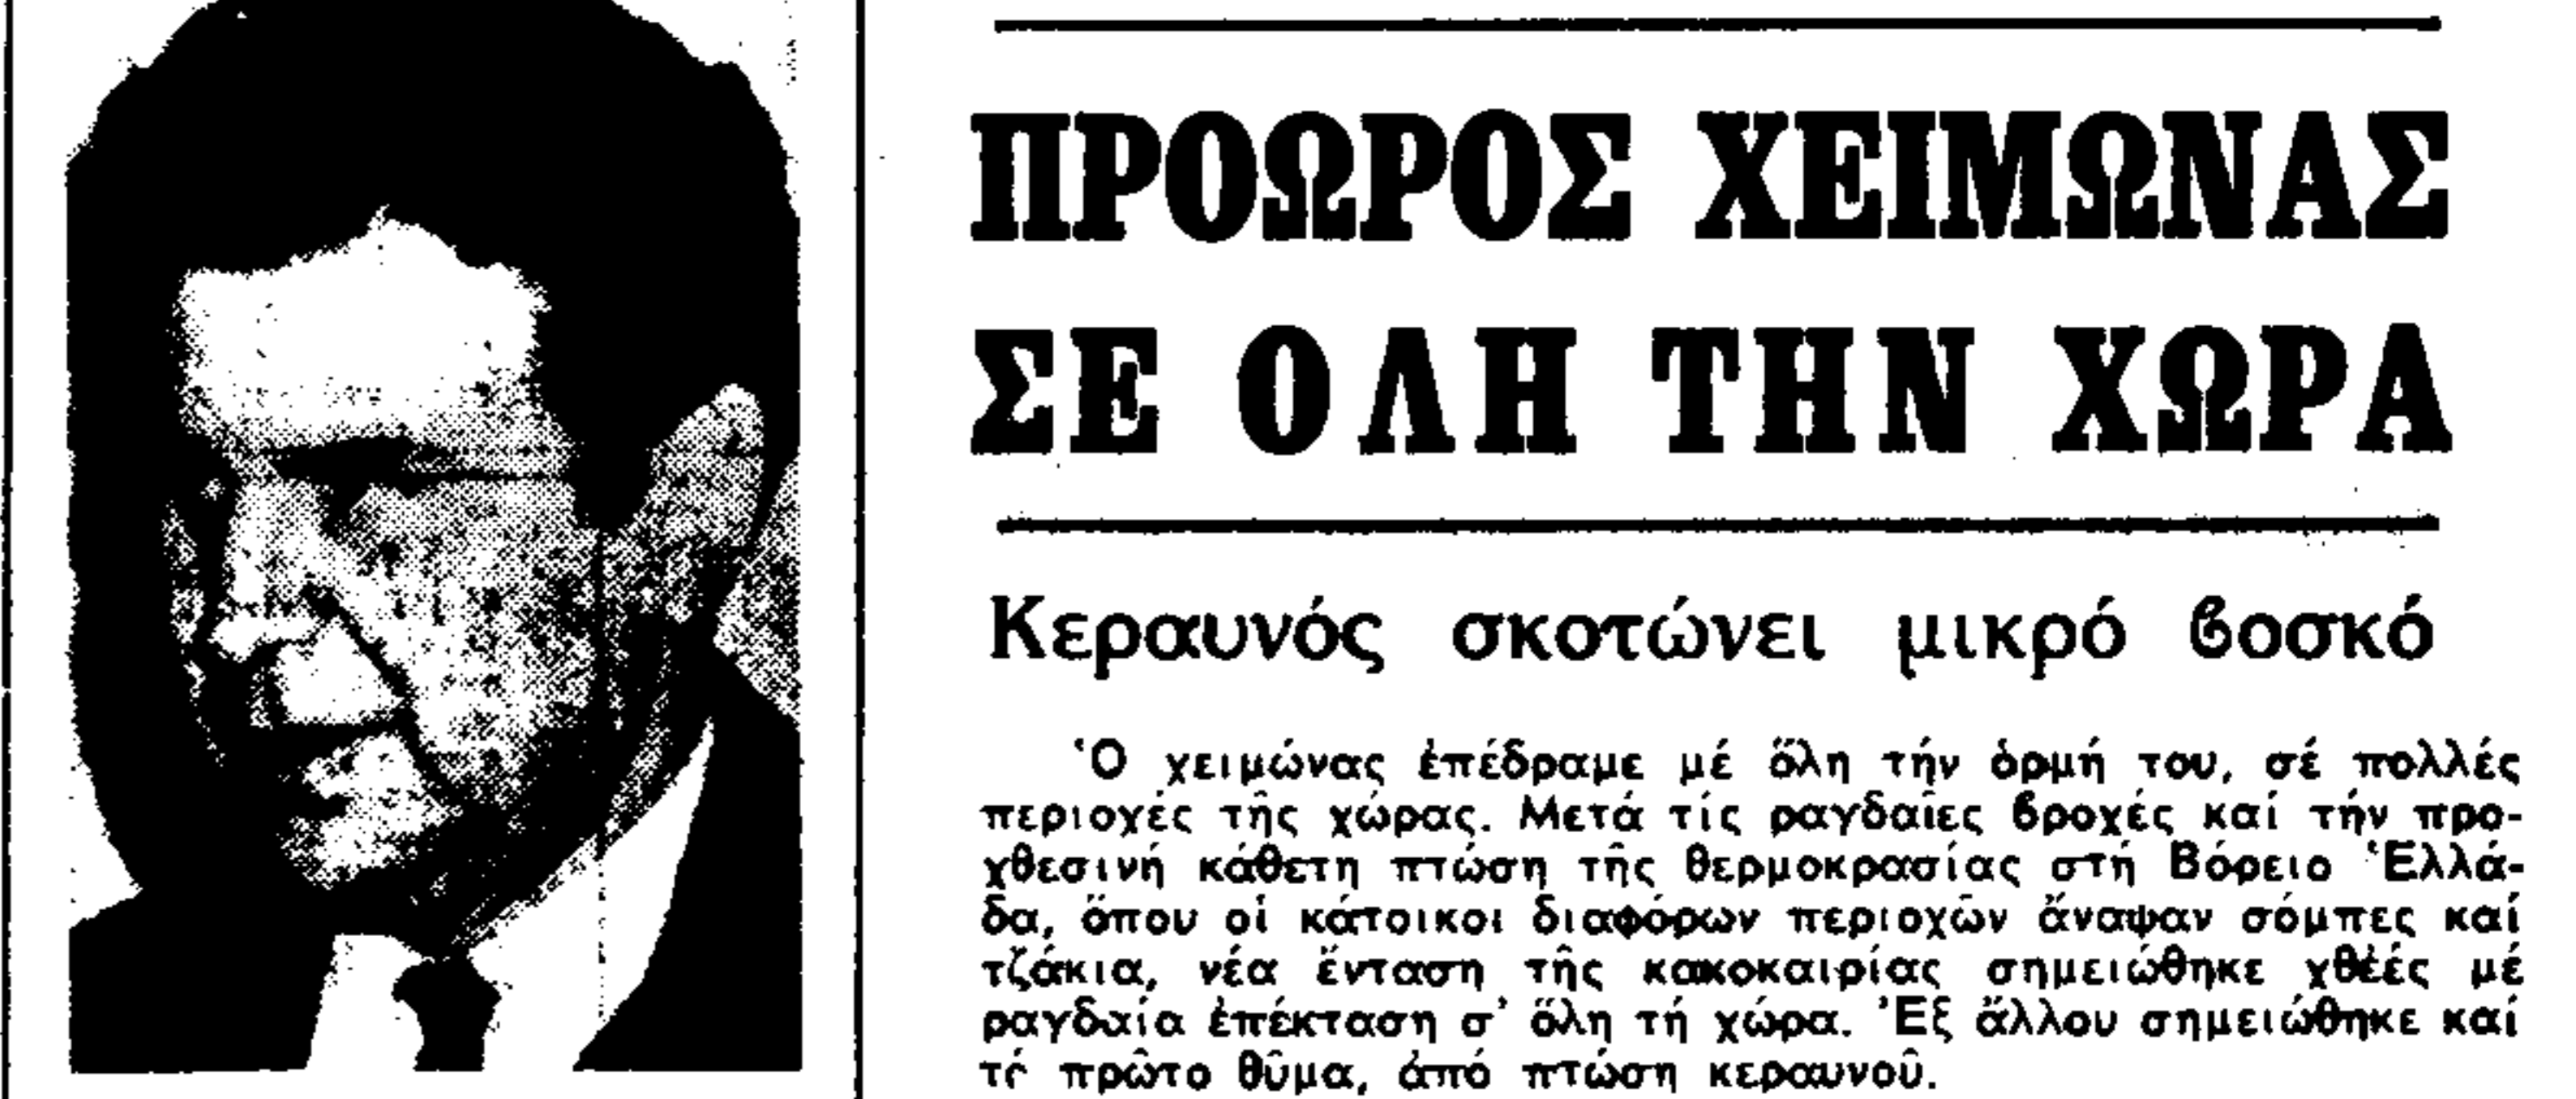 ΠΡΟΩΡΟΣ ΧΕΙΜΩΝΑΣ
ΣΕ ΟΛΗ ΤΗΝ ΧΩΡΑ
Κεραυνός σκοτώνει μικρό βοσκό
Ὁ χειμώνας ἐπέδραμε μέ ὅλη τήν ὁρμή του, σέ πολλές
περιοχές τῆς χώρας. Μετά τίς ραγδαῖες βροχές καί τήν προ-
χθεσινή κάθετη πτώση τῆς θερμοκρασίας στή Βόρειο Ἑλλά-
δα, ὅπου οἱ κάτοικοι διαφόρων περιοχῶν ἄναψαν σόμπες καί
τζάκια, νέα ἔνταση τῆς κακοκαιρίας σημειώθηκε χθέές μέ
ραγδαία ἐπέκταση σ' ὅλη τή χώρα. Ἐξ ἄλλου σημειώθηκε καί
τό πρῶτο θῦμα, ἀπό πτώση κεραυνοῦ.